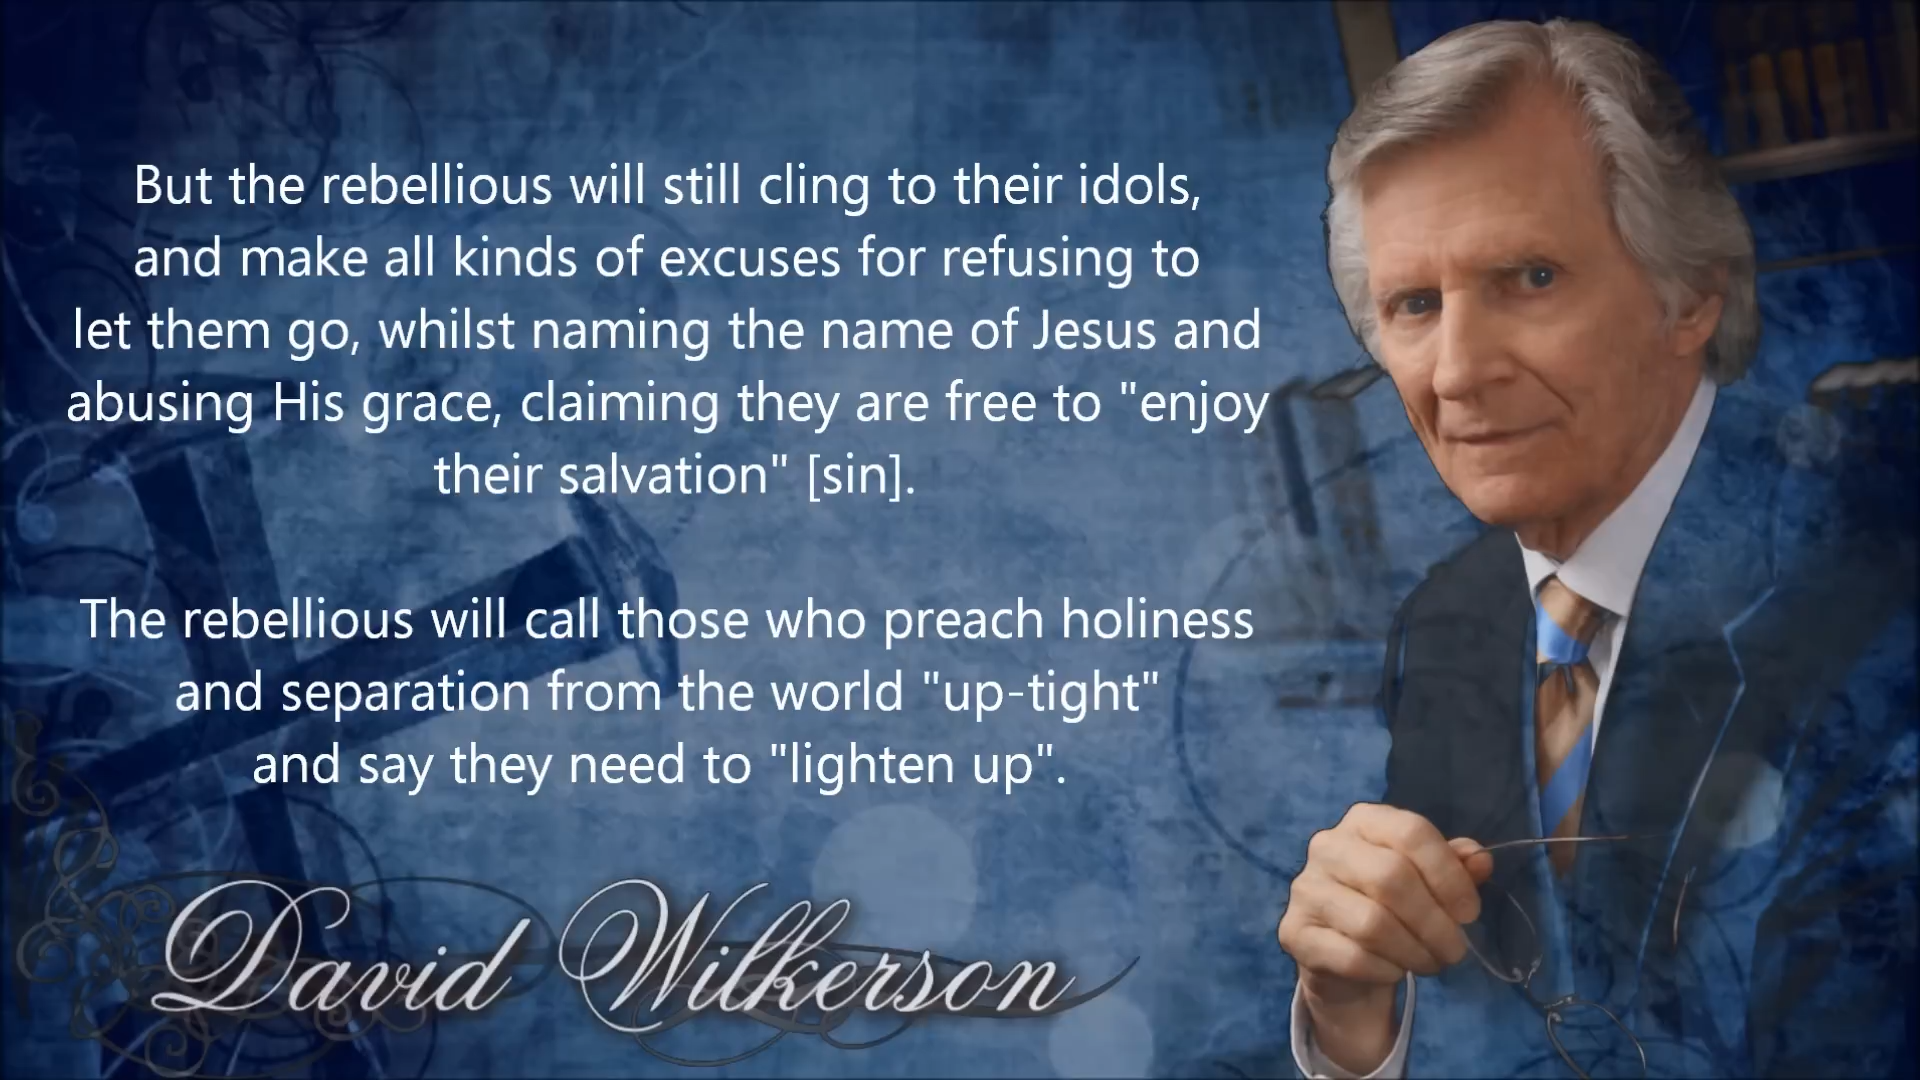 But the rebellious will still cling to their idols,
and make all kinds of excuses for refusing to
let them go, whilst naming the name of Jesus and
abusing His grace, claiming they are free to "enjoy
their salvation" [sin].
The rebellious will call those who preach holiness
and separation from the world "up-tight"
and say they need to "lighten up".
David Wilkerson